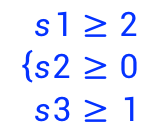 s1 ≥ 2
{s2 ≥ 0
s3 ≥ 1